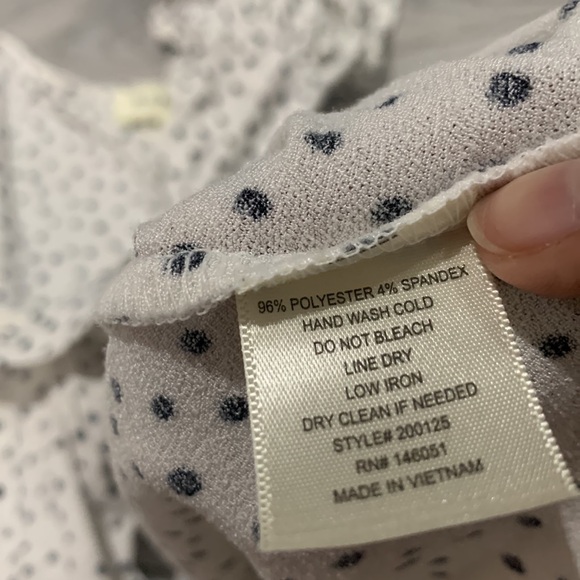 96% POLYESTER 4% SPANDEX
HAND WASH COLD
DO NOT BLEACH
LINE DRY
LOW IRON
DRY CLEAN IF NEEDED
STYLE# 200125
RN# 146051
MADE IN VIETNAM